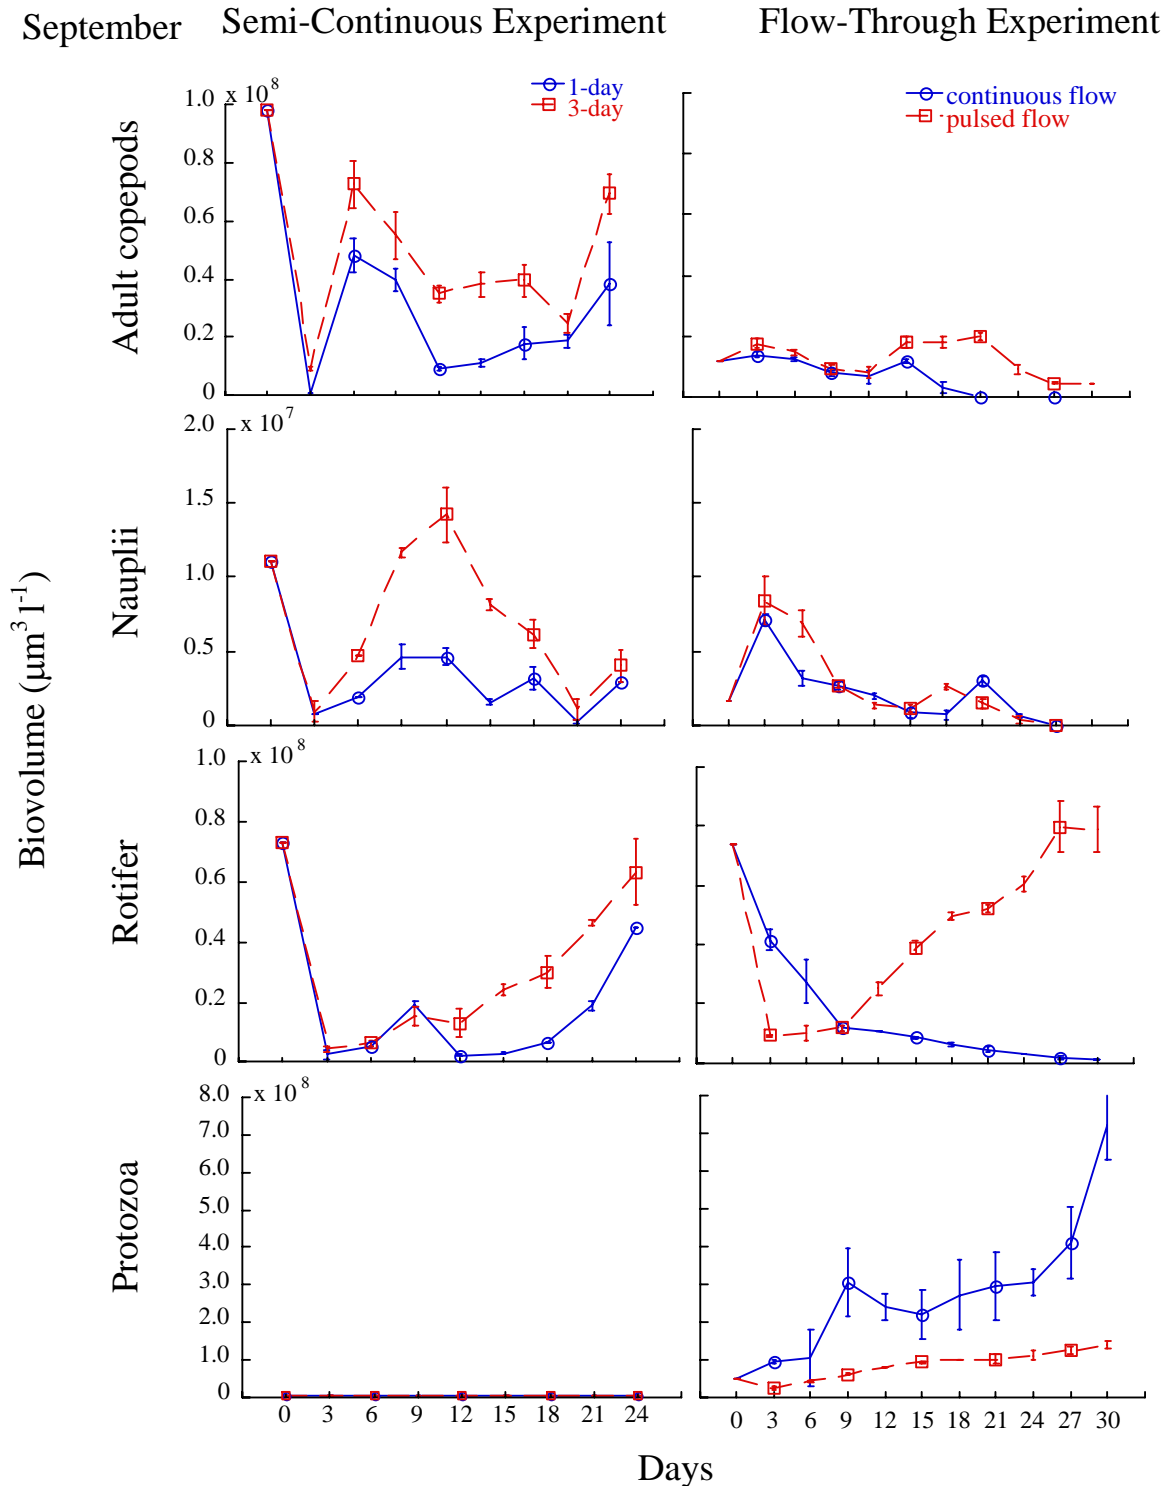 September Semi-Continuous Experiment Flow-Through Experiment
1.0 x 10^8
0.8
0.6
0.4
0.2
0
1-day
3-day
continuous flow
pulsed flow
Adult copepods
2.0 x 10^7
1.5
1.0
0.5
0
Nauplii
Biovolume (µm³ l⁻¹)
1.0 x 10^8
0.8
0.6
0.4
0.2
0
Rotifer
8.0 x 10^8
7.0
6.0
5.0
4.0
3.0
2.0
1.0
0
Protozoa
0 3 6 9 12 15 18 21 24
0 3 6 9 12 15 18 21 24 27 30
Days